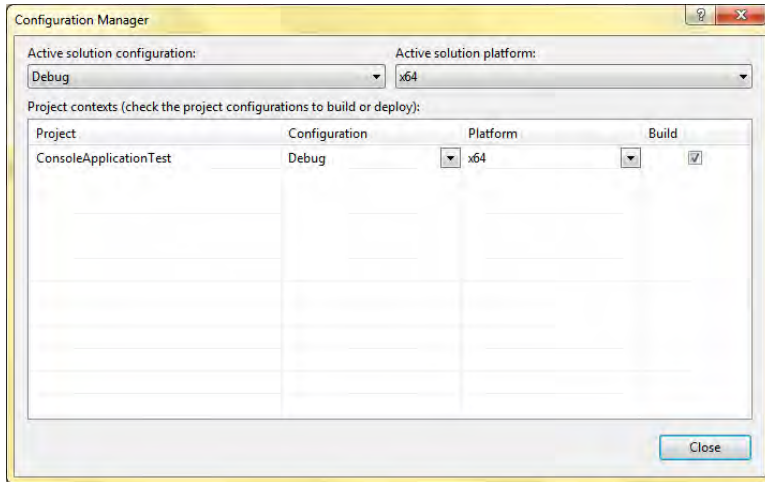 Configuration Manager
Active solution configuration: Active solution platform:
Debug x64
Project contexts (check the project configurations to build or deploy):
Project Configuration Platform Build
ConsoleApplicationTest Debug x64
Close